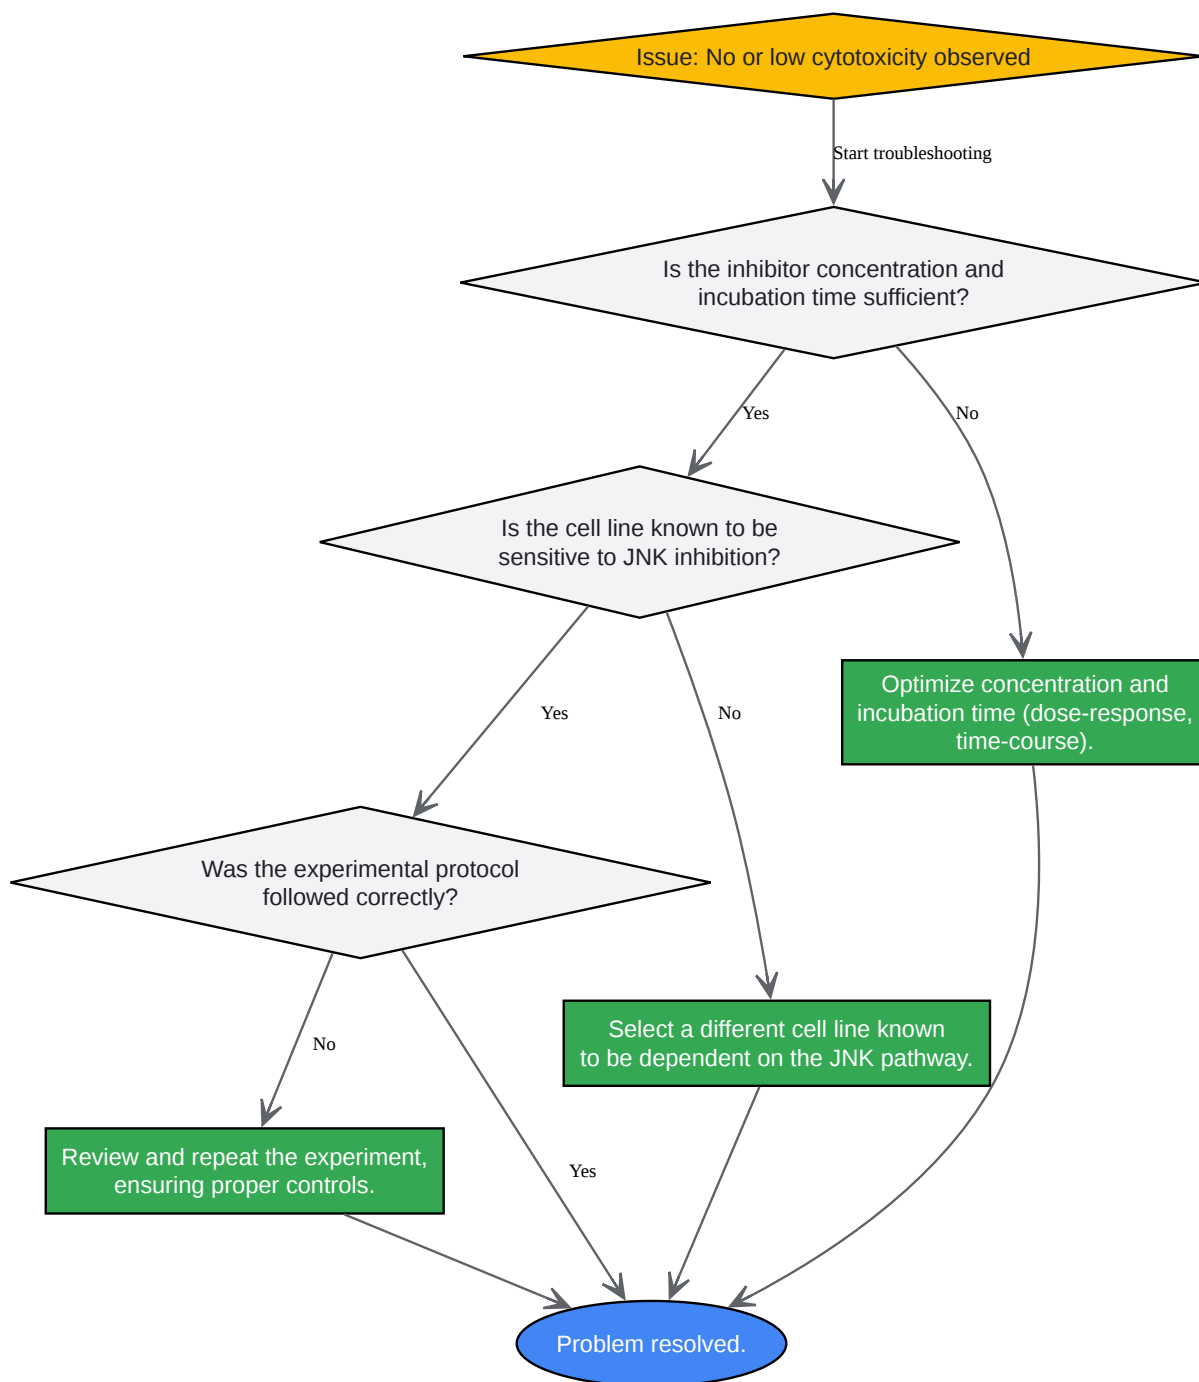 Issue: No or low cytotoxicity observed
Start troubleshooting
Is the inhibitor concentration and
incubation time sufficient?
Yes
No
Is the cell line known to be
sensitive to JNK inhibition?
Yes
No
Optimize concentration and
incubation time (dose-response,
time-course).
Was the experimental protocol
followed correctly?
No
Yes
Select a different cell line known
to be dependent on the JNK pathway.
Review and repeat the experiment,
ensuring proper controls.
Problem resolved.